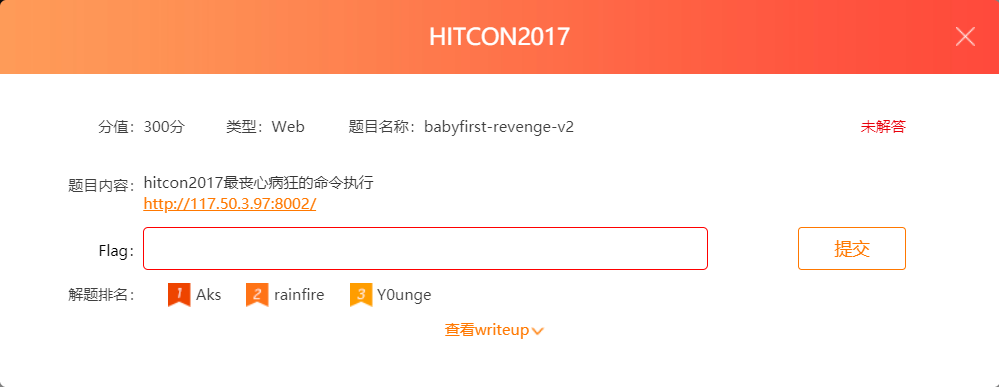 HITCON2017
分值：300分 类型：Web 题目名称：babyfirst-revenge-v2 未解答
题目内容：hitcon2017最丧心病狂的命令执行
http://117.50.3.97:8002/
Flag： 提交
解题排名： 1 Aks 2 rainfire 3 Y0unge
查看writeup